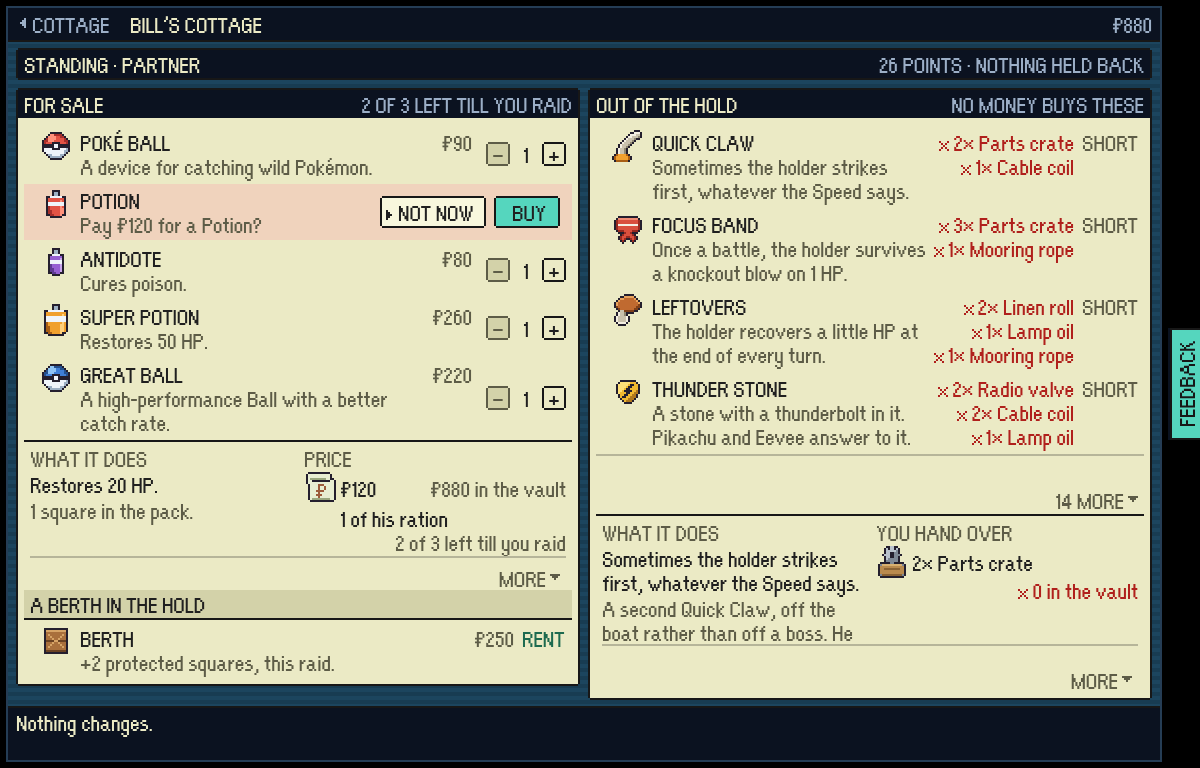 COTTAGE BILL'S COTTAGE ₽880
STANDING · PARTNER 26 POINTS · NOTHING HELD BACK
FOR SALE 2 OF 3 LEFT TILL YOU RAID
POKÉ BALL ₽90 − 1 +
A device for catching wild Pokémon.
POTION
Pay ₽120 for a Potion?
NOT NOW BUY
ANTIDOTE ₽80 − 1 +
Cures poison.
SUPER POTION ₽260 − 1 +
Restores 50 HP.
GREAT BALL ₽220 − 1 +
A high-performance Ball with a better
catch rate.
WHAT IT DOES
Restores 20 HP.
1 square in the pack.
PRICE
₽120 ₽880 in the vault
1 of his ration
2 of 3 left till you raid
MORE
A BERTH IN THE HOLD
BERTH ₽250 RENT
+2 protected squares, this raid.
OUT OF THE HOLD NO MONEY BUYS THESE
QUICK CLAW × 2× Parts crate SHORT
Sometimes the holder strikes × 1× Cable coil
first, whatever the Speed says.
FOCUS BAND × 3× Parts crate SHORT
Once a battle, the holder survives × 1× Mooring rope
a knockout blow on 1 HP.
LEFTOVERS × 2× Linen roll SHORT
The holder recovers a little HP at × 1× Lamp oil
the end of every turn. × 1× Mooring rope
THUNDER STONE × 2× Radio valve SHORT
A stone with a thunderbolt in it. × 2× Cable coil
Pikachu and Eevee answer to it. × 1× Lamp oil
14 MORE
WHAT IT DOES
Sometimes the holder strikes
first, whatever the Speed says.
A second Quick Claw, off the
boat rather than off a boss. He
YOU HAND OVER
2× Parts crate
× 0 in the vault
MORE
Nothing changes.
FEEDBACK